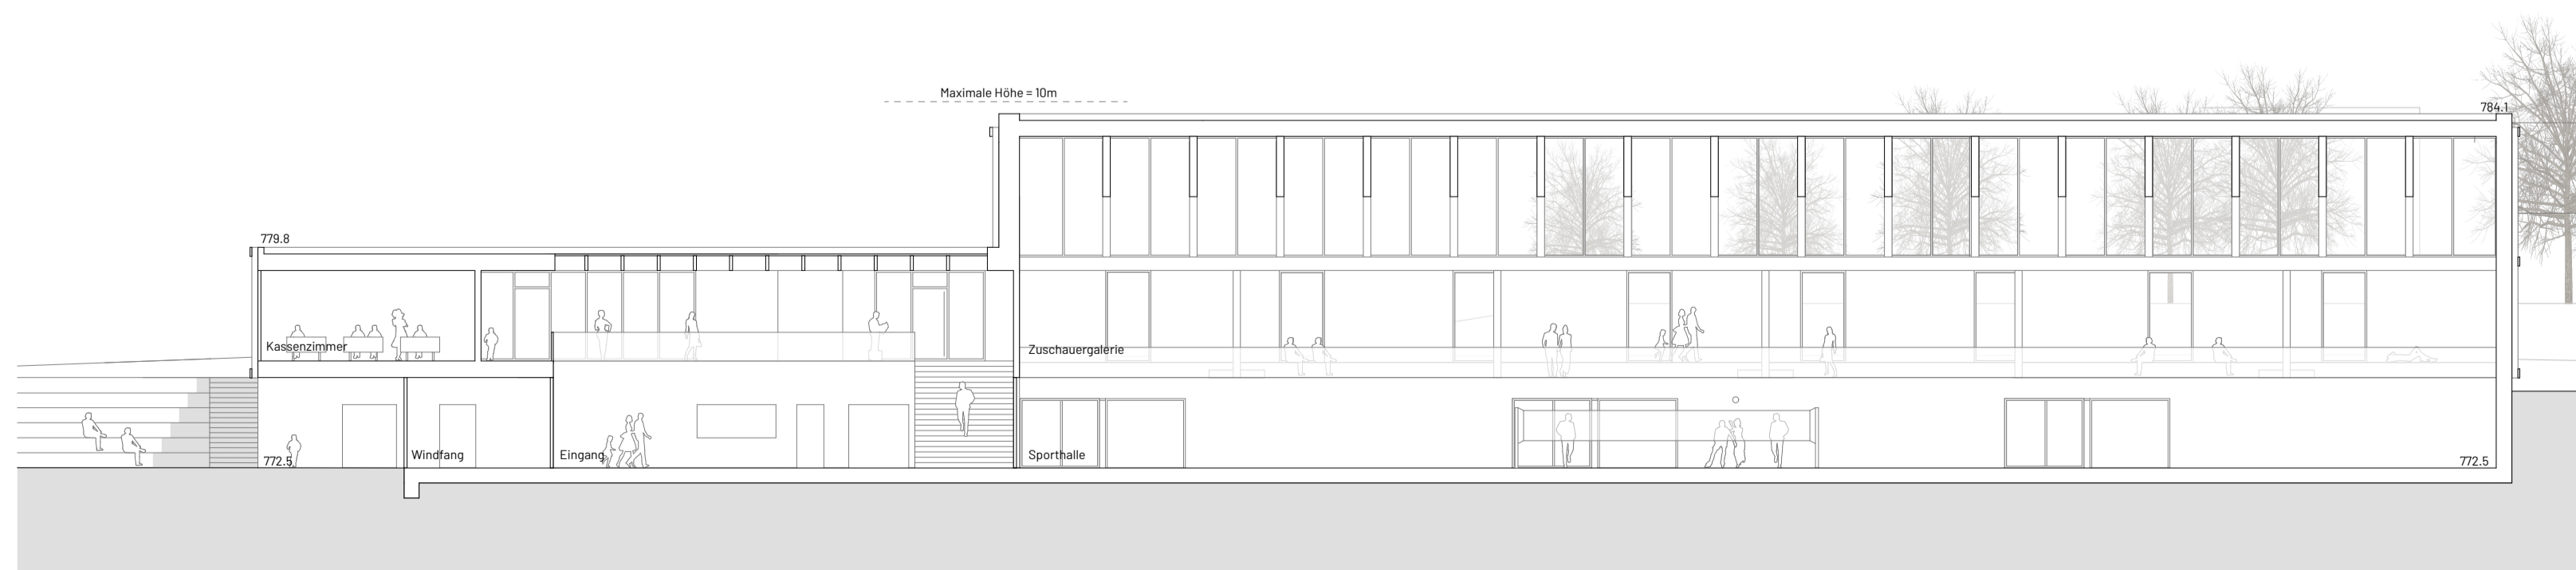 Maximale Höhe = 10m
784.1
779.8
Kassenzimmer
Zuschauergalerie
Windfang
Eingang
Sporthalle
772.5
772.5